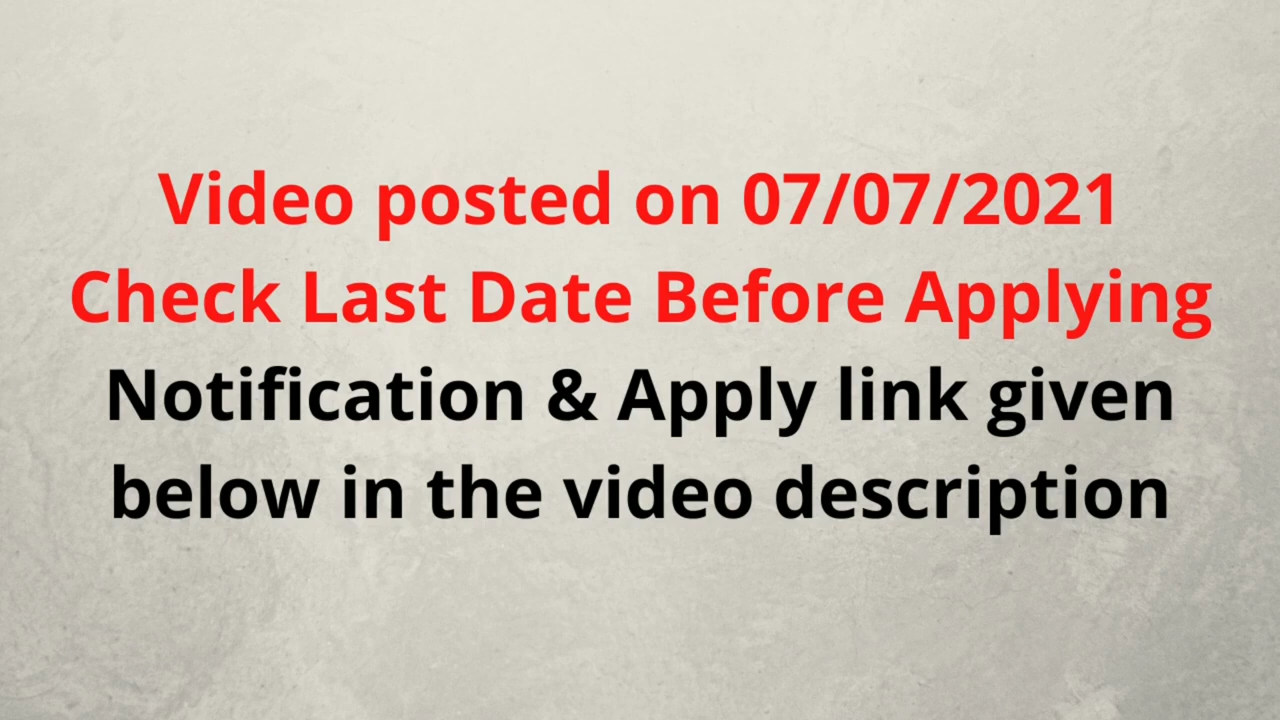 Video posted on 07/07/2021
Check Last Date Before Applying
Notification & Apply link given
below in the video description